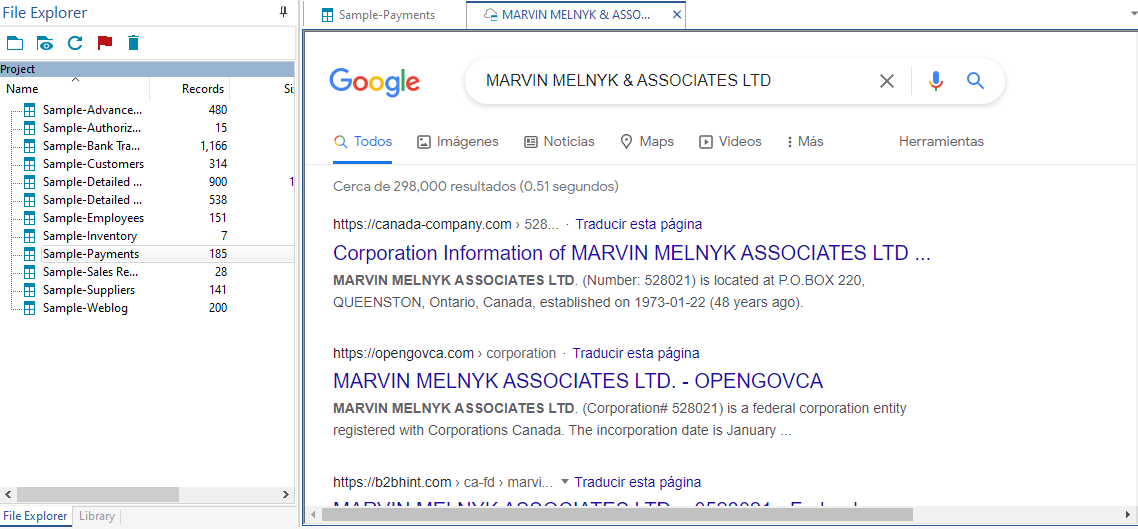 File Explorer
Project
Name Records Si
Sample-Advance... 480
Sample-Authoriz... 15
Sample-Bank Tra... 1,166
Sample-Customers 314
Sample-Detailed ... 900 1
Sample-Detailed ... 538
Sample-Employees 151
Sample-Inventory 7
Sample-Payments 185
Sample-Sales Re... 28
Sample-Suppliers 141
Sample-Weblog 200
File Explorer Library
Sample-Payments MARVIN MELNYK & ASSO...
Google MARVIN MELNYK & ASSOCIATES LTD
Todos Imágenes Noticias Maps Videos Más Herramientas
Cerca de 298,000 resultados (0.51 segundos)
https://canada-company.com › 528... · Traducir esta página
Corporation Information of MARVIN MELNYK ASSOCIATES LTD ...
MARVIN MELNYK ASSOCIATES LTD. (Number: 528021) is located at P.O.BOX 220,
QUEENSTON, Ontario, Canada, established on 1973-01-22 (48 years ago).
https://opengovca.com › corporation · Traducir esta página
MARVIN MELNYK ASSOCIATES LTD. - OPENGOVCA
MARVIN MELNYK ASSOCIATES LTD. (Corporation# 528021) is a federal corporation entity
registered with Corporations Canada. The incorporation date is January ...
https://b2bhint.com › ca-fd › marvi... Traducir esta página
MARVIN MELNYK ASSOCIATES LTD.